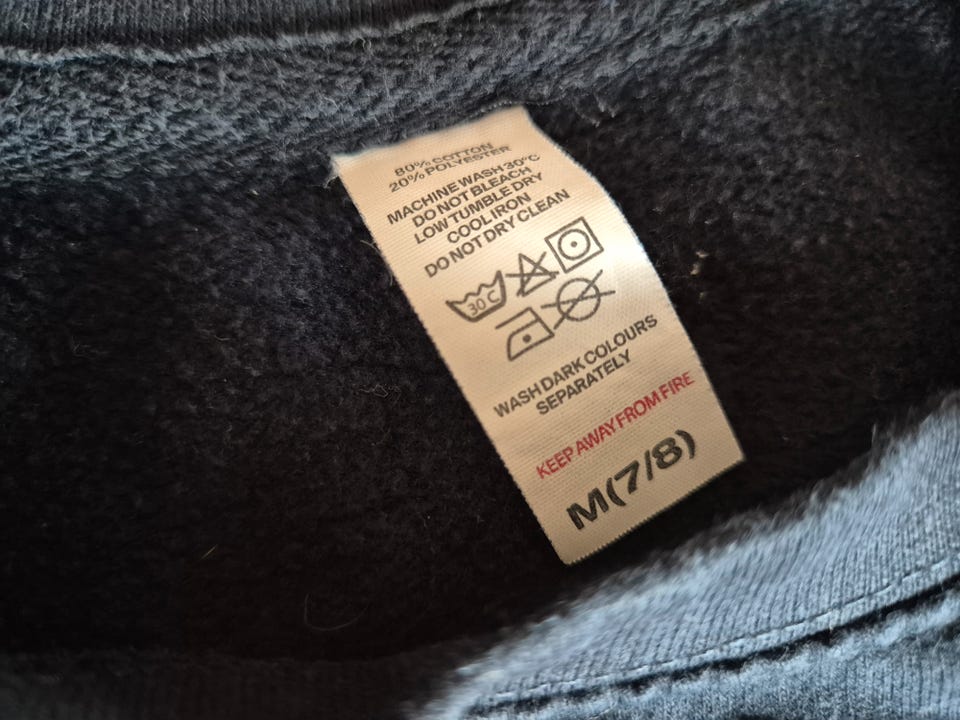 80% COTTON
20% POLYESTER
MACHINE WASH 30°C
DO NOT BLEACH
LOW TUMBLE DRY
COOL IRON
DO NOT DRY CLEAN
30 C
WASH DARK COLOURS
SEPARATELY
KEEP AWAY FROM FIRE
M(7/8)